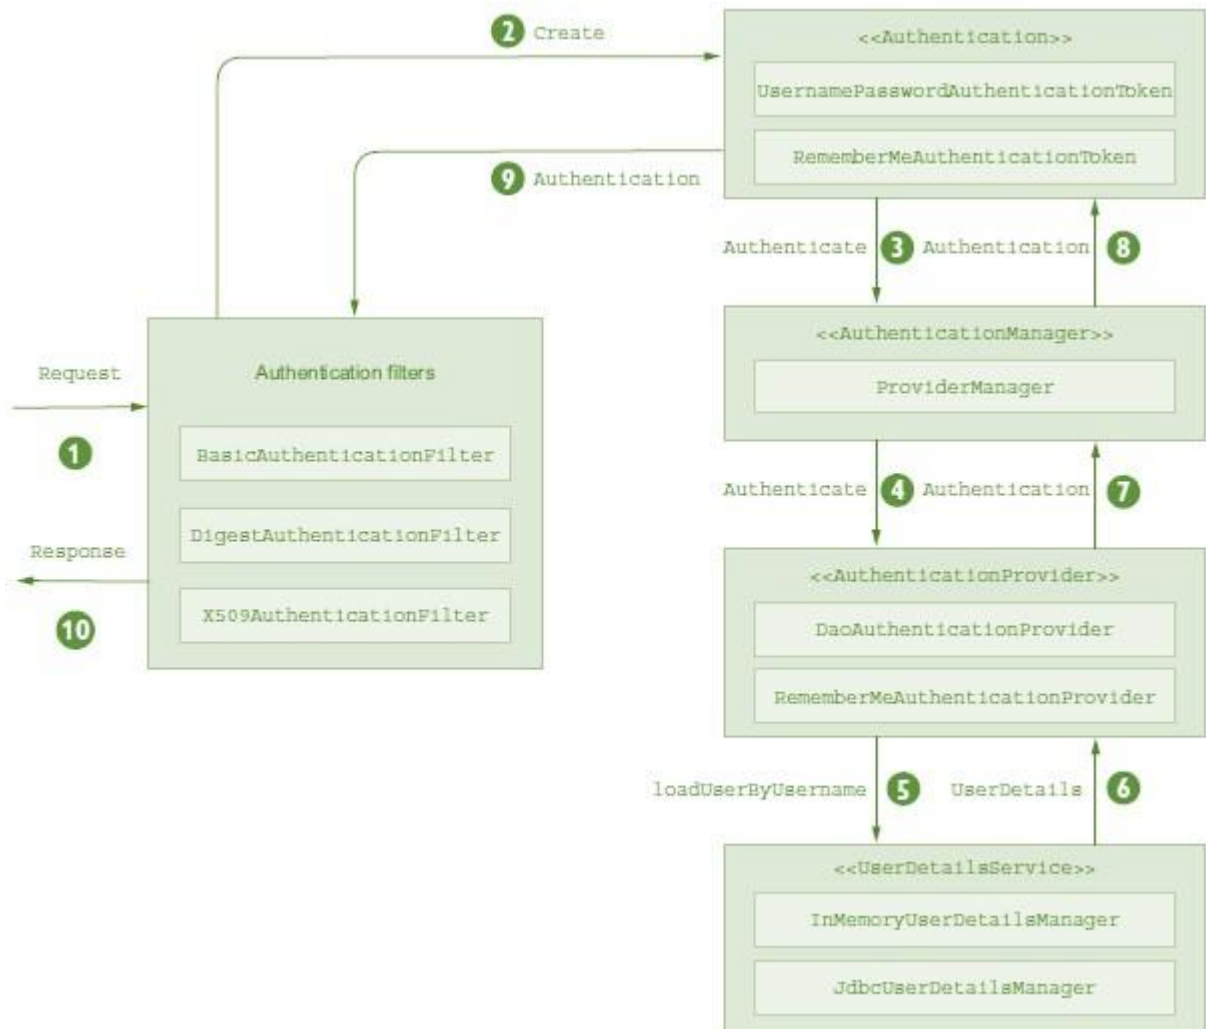 2 Create
<<Authentication>>
UsernamePasswordAuthenticationToken
RememberMeAuthenticationToken
9 Authentication
Authenticate 3 Authentication 8
<<AuthenticationManager>>
ProviderManager
Request
1
Authentication filters
BasicAuthenticationFilter
DigestAuthenticationFilter
X509AuthenticationFilter
Response
10
Authenticate 4 Authentication 7
<<AuthenticationProvider>>
DaoAuthenticationProvider
RememberMeAuthenticationProvider
loadUserByUsername 5 UserDetails 6
<<UserDetailsService>>
InMemoryUserDetailsManager
JdbcUserDetailsManager